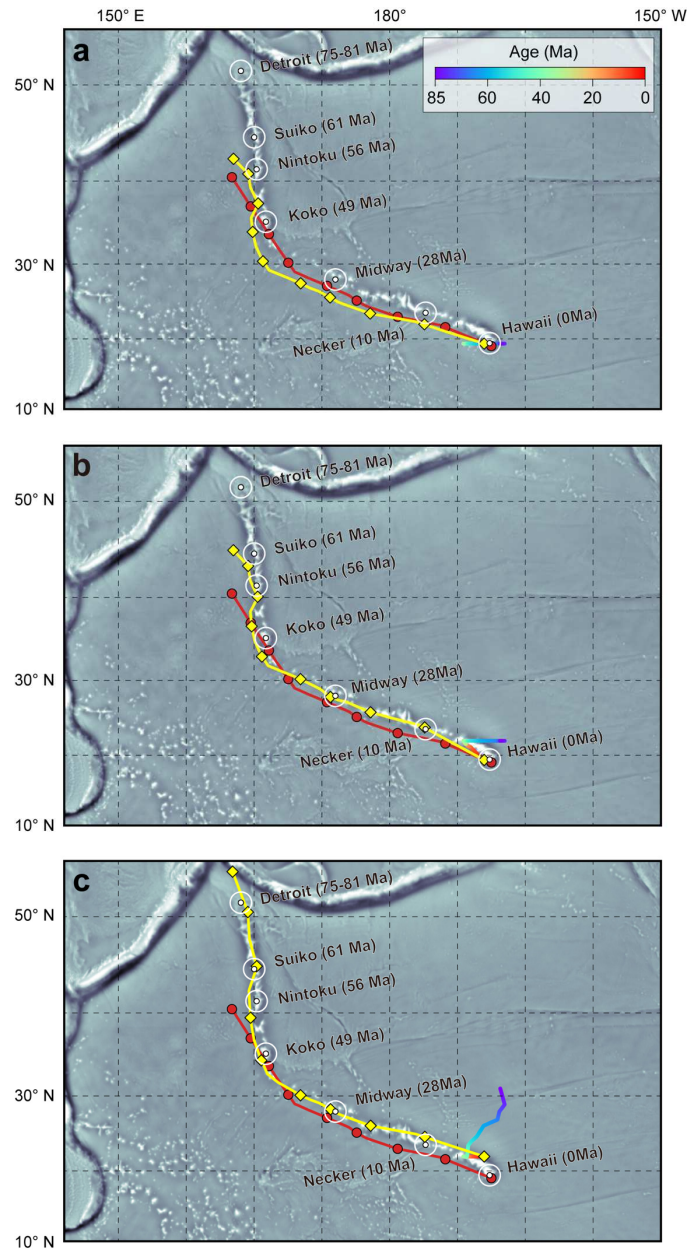 150° E 180° 150° W
a
Age (Ma)
85 60 40 20 0
50° N
30° N
10° N
Detroit (75-81 Ma)
Suiko (61 Ma)
Nintoku (56 Ma)
Koko (49 Ma)
Midway (28Ma)
Necker (10 Ma)
Hawaii (0Ma)
b
50° N
30° N
10° N
Detroit (75-81 Ma)
Suiko (61 Ma)
Nintoku (56 Ma)
Koko (49 Ma)
Midway (28Ma)
Necker (10 Ma)
Hawaii (0Ma)
c
50° N
30° N
10° N
Detroit (75-81 Ma)
Suiko (61 Ma)
Nintoku (56 Ma)
Koko (49 Ma)
Midway (28Ma)
Necker (10 Ma)
Hawaii (0Ma)